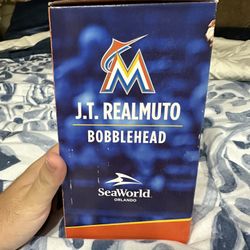 M
J.T. REALMUTO
BOBBLEHEAD
SeaWorld
ORLANDO